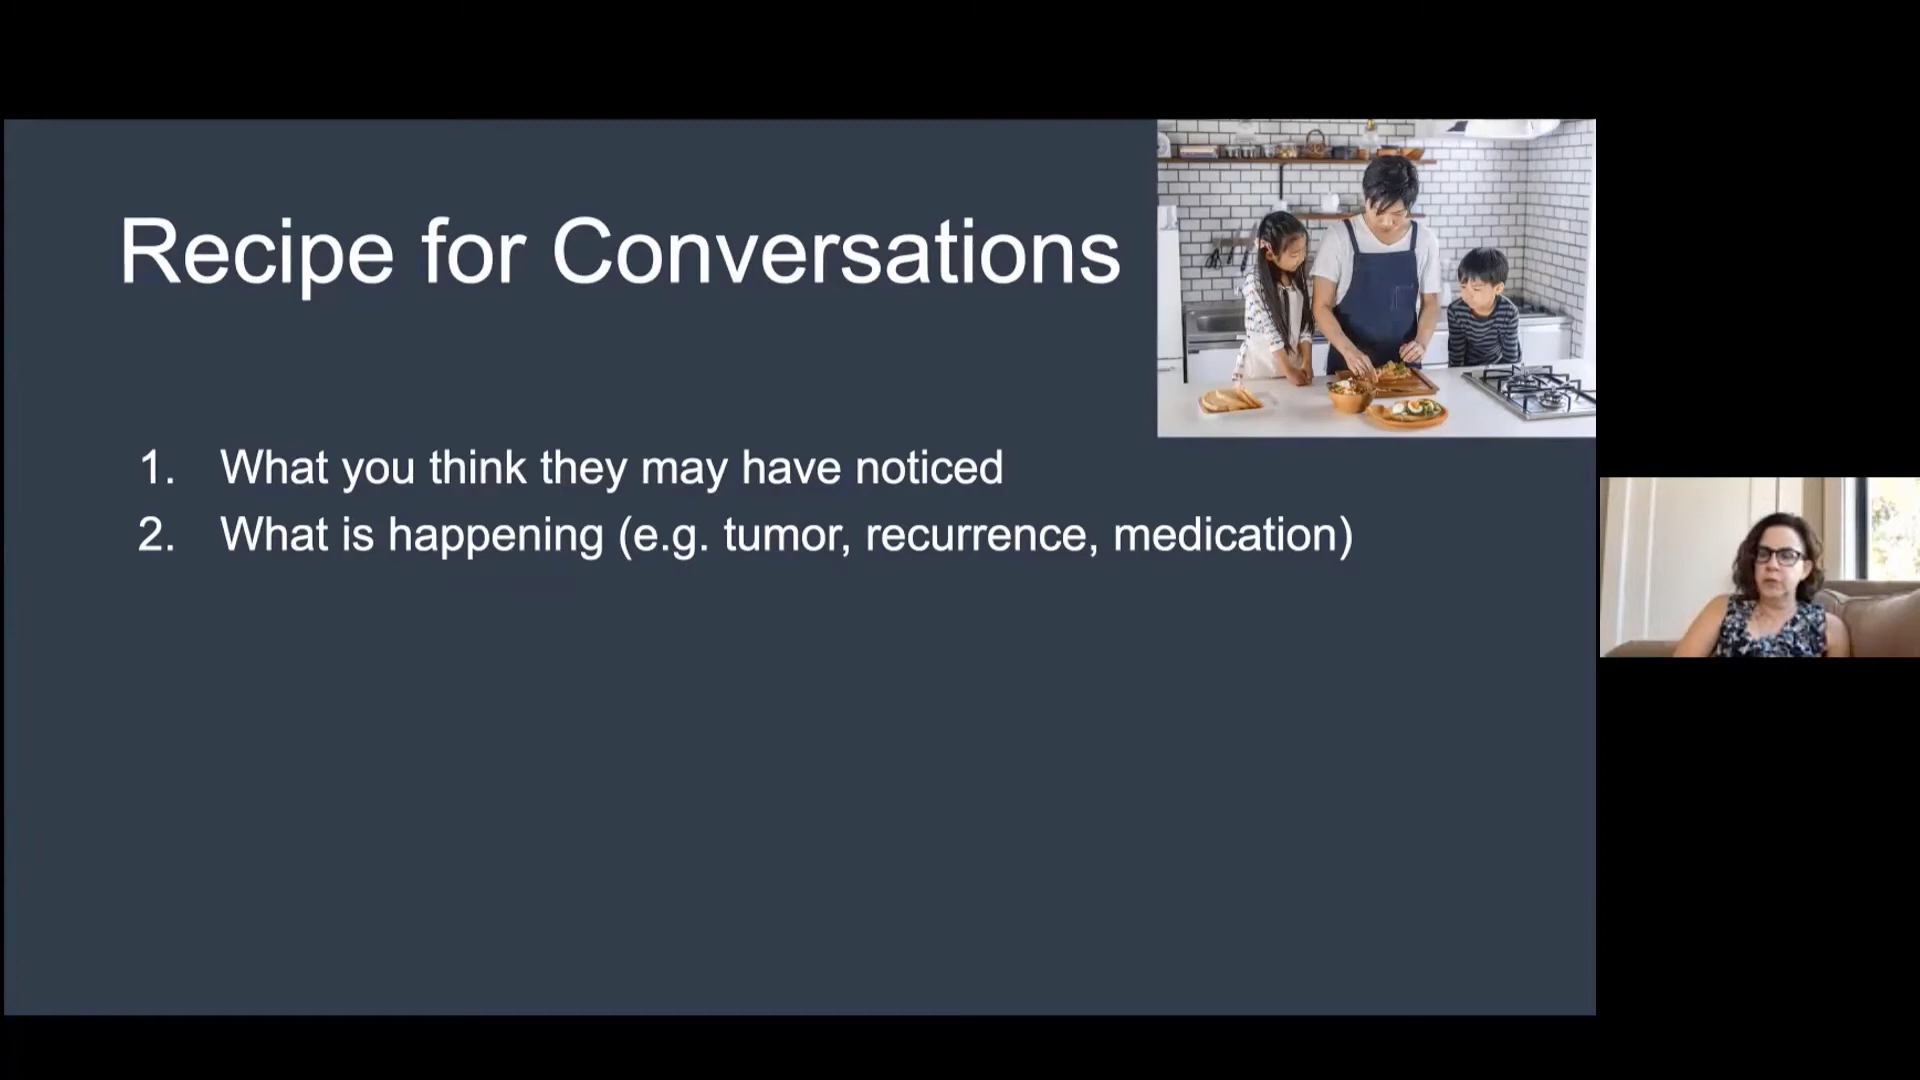 Recipe for Conversations
1. What you think they may have noticed
2. What is happening (e.g. tumor, recurrence, medication)